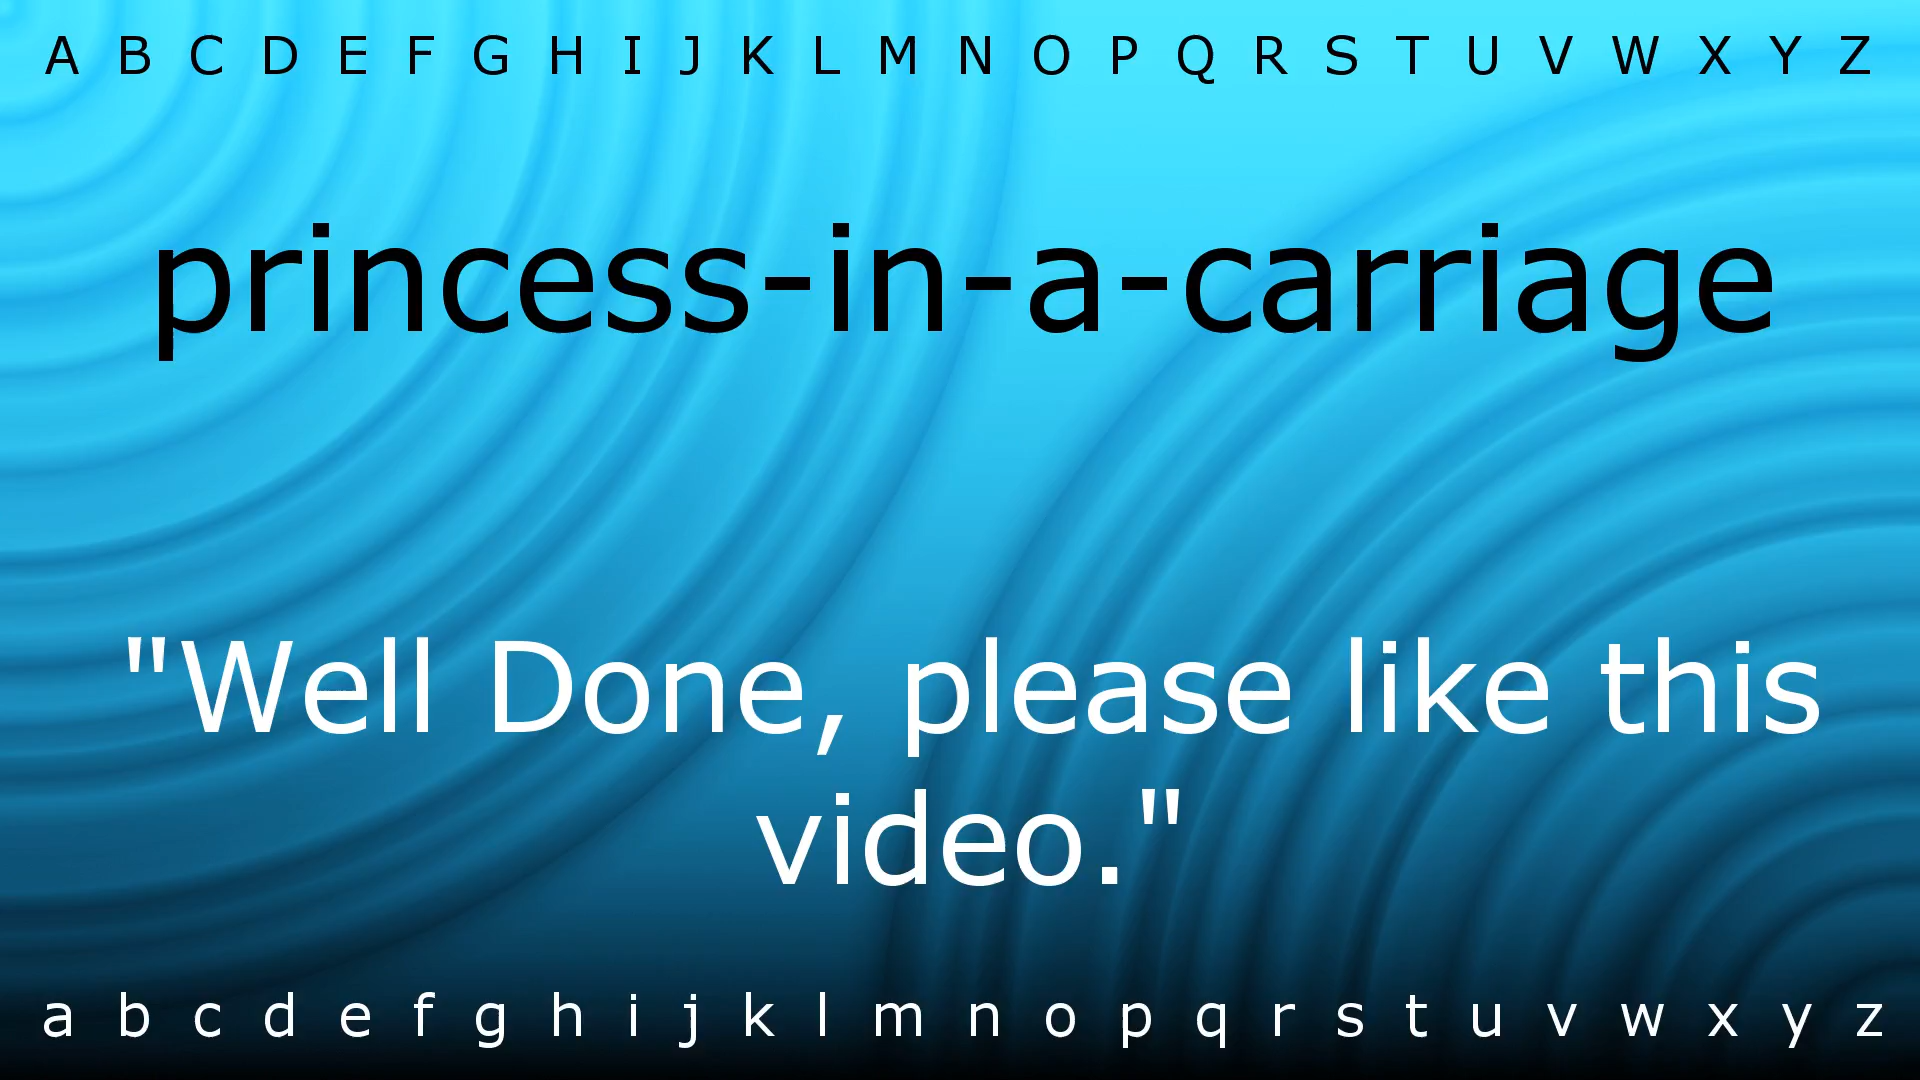 A B C D E F G H I J K L M N O P Q R S T U V W X Y Z
princess-in-a-carriage
"Well Done, please like this
video."
a b c d e f g h i j k l m n o p q r s t u v w x y z